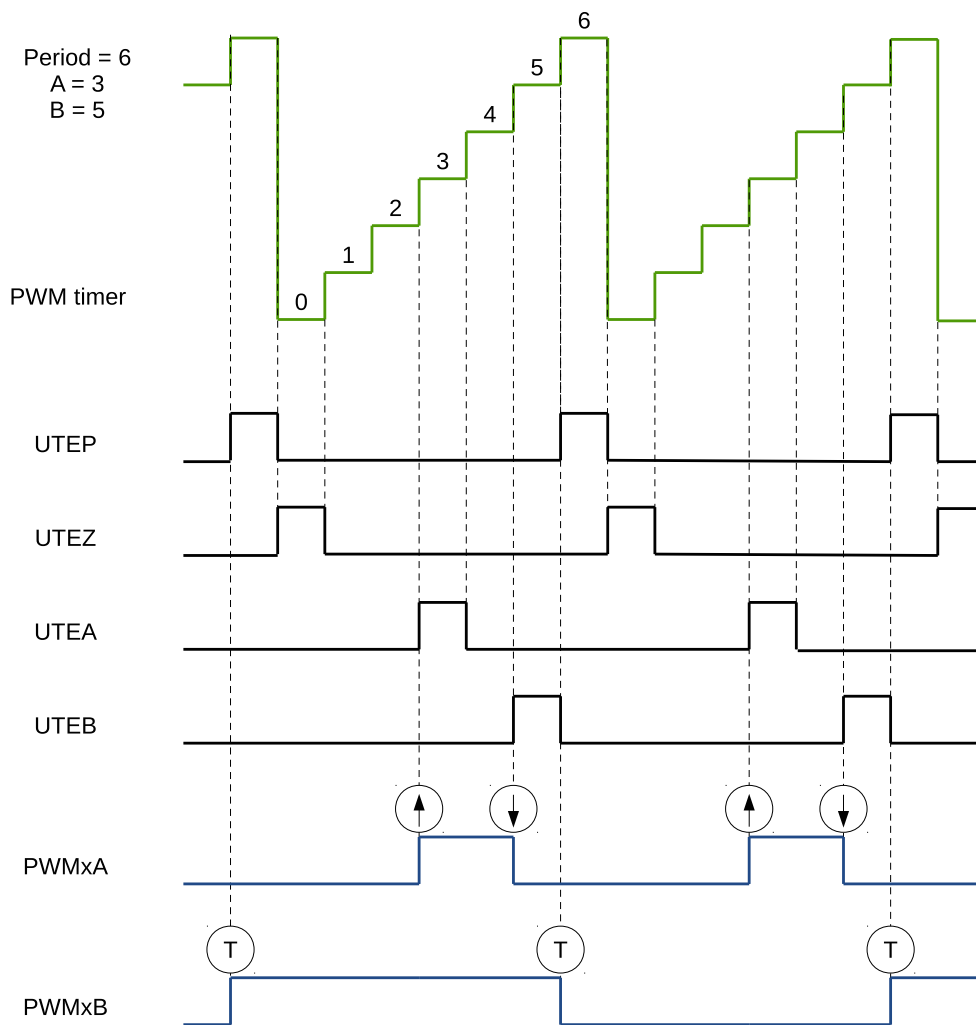 6
Period = 6
A = 3
B = 5
5
4
3
2
1
0
PWM timer
UTEP
UTEZ
UTEA
UTEB
PWMxA
T T T
PWMxB